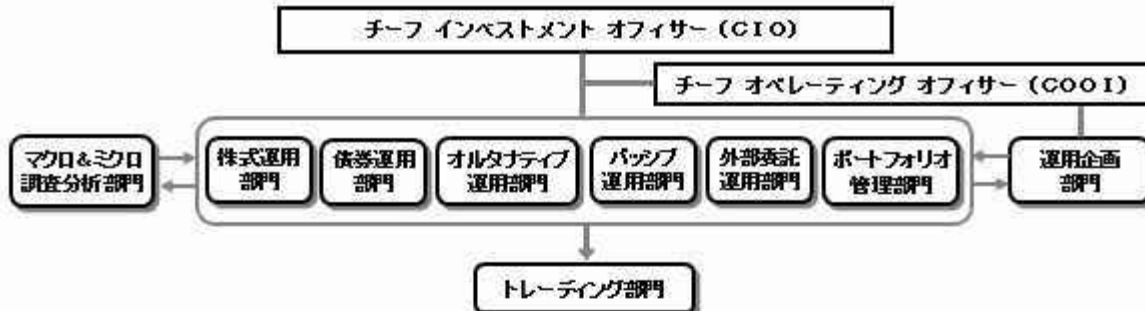 チーフ インベストメント オフィサー (CIO)
チーフ オペレーティング オフィサー (COOI)
マクロ&ミクロ
調査分析部門
株式運用
部門
債券運用
部門
オルタナティブ
運用部門
パッシブ
運用部門
外部委託
運用部門
ポートフォリオ
管理部門
運用企画
部門
トレーディング部門